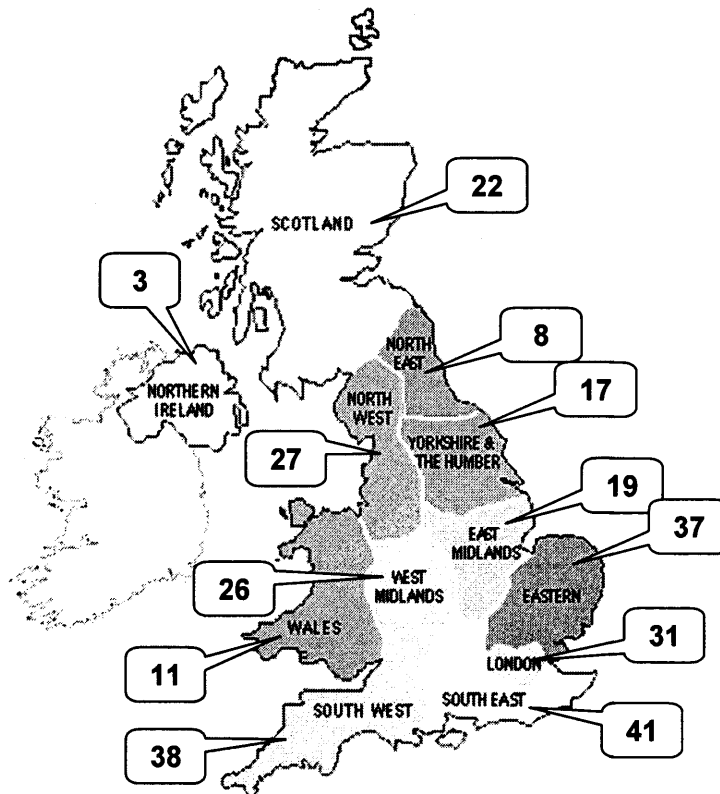 22
SCOTLAND
3
NORTH
EAST
8
NORTHERN
IRELAND
NORTH
WEST
17
YORKSHIRE &
THE HUMBER
27
19
EAST
MIDLANDS
37
WEST
MIDLANDS
26
EASTERN
WALES
31
LONDON
11
SOUTH EAST
SOUTH WEST
41
38